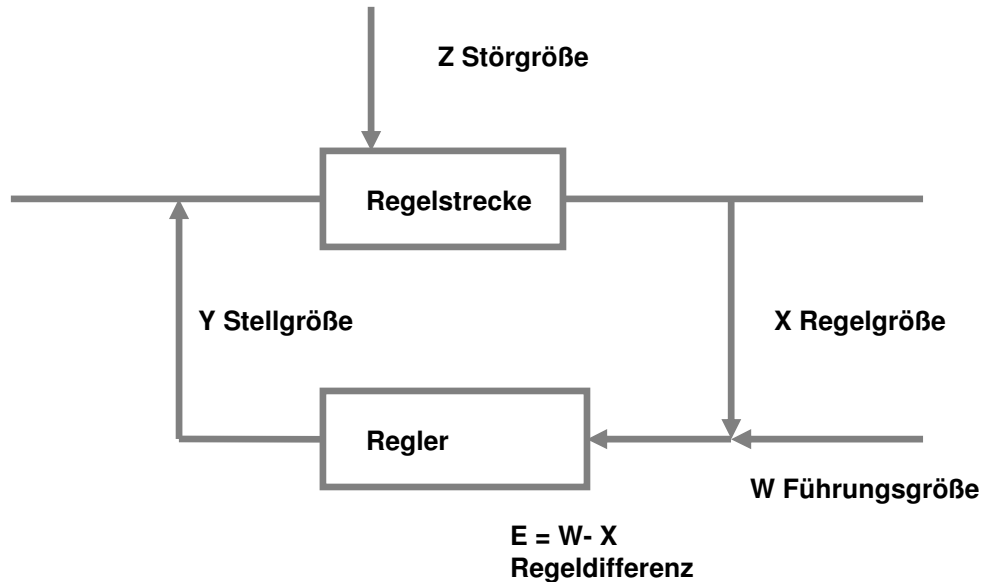 Z Störgröße
Regelstrecke
Y Stellgröße
X Regelgröße
Regler
W Führungsgröße
E = W- X
Regeldifferenz